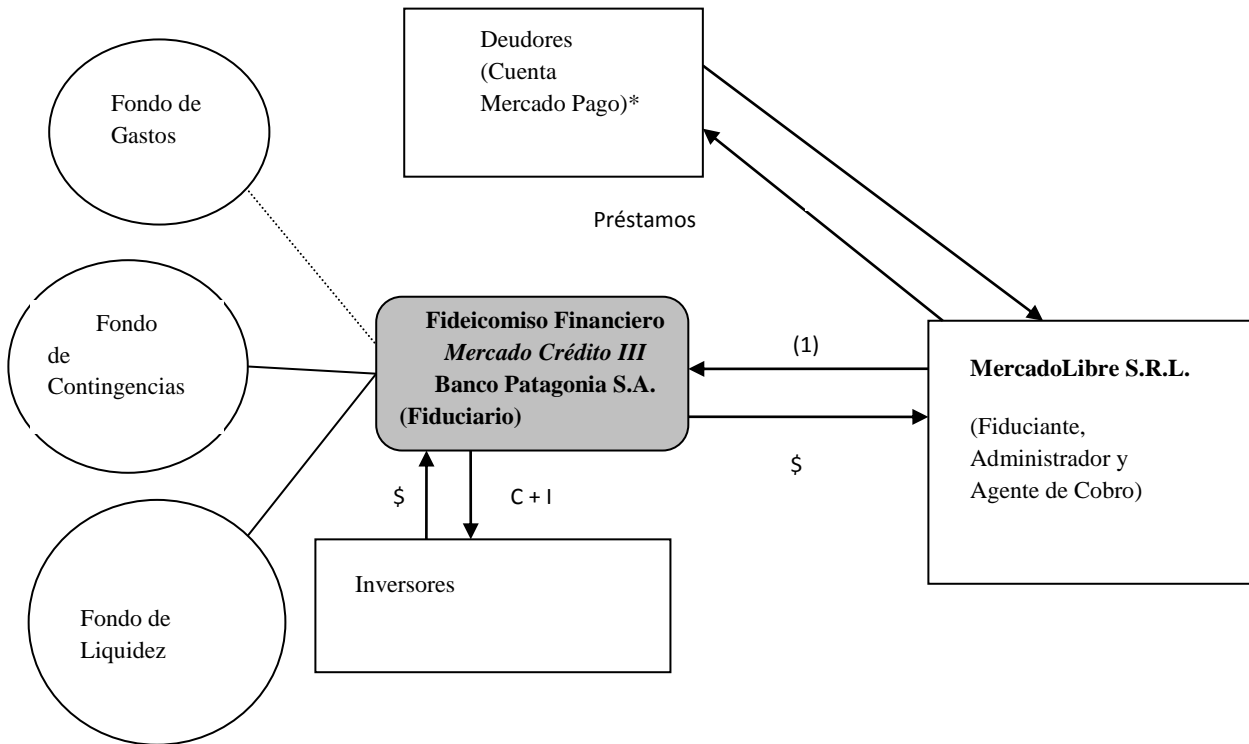 Deudores
(Cuenta
Mercado Pago)*
Fondo de
Gastos
Préstamos
Fondo
de
Contingencias
Fideicomiso Financiero
Mercado Crédito III
Banco Patagonia S.A.
(Fiduciario)
(1)
$
MercadoLibre S.R.L.
(Fiduciante,
Administrador y
Agente de Cobro)
$
C + I
Inversores
Fondo de
Liquidez